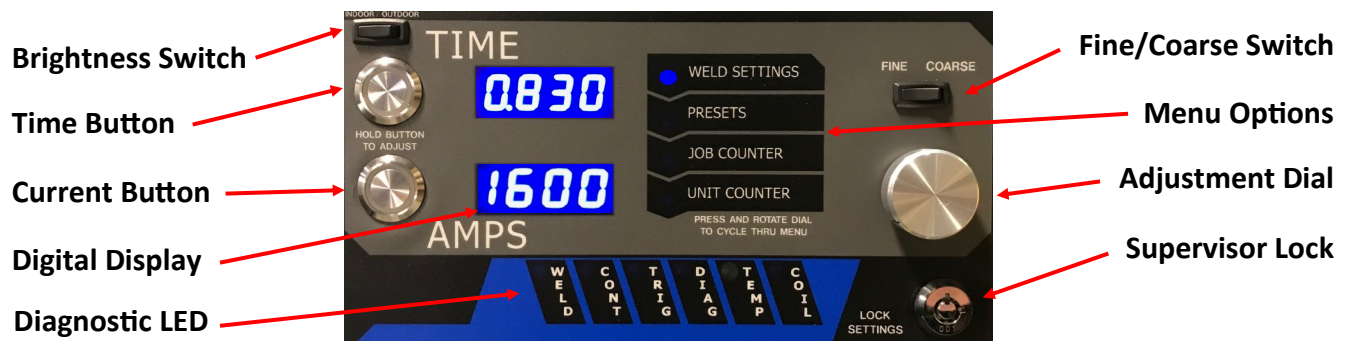 Brightness Switch
Time Button
Current Button
Digital Display
Diagnostic LED
INDOOR / OUTDOOR
TIME
0.830
HOLD BUTTON
TO ADJUST
1600
AMPS
WELD SETTINGS
PRESETS
JOB COUNTER
UNIT COUNTER
PRESS AND ROTATE DIAL
TO CYCLE THRU MENU
FINE COARSE
WELD
CONT
TRIG
DIAG
TEMP
COIL
LOCK
SETTINGS
Fine/Coarse Switch
Menu Options
Adjustment Dial
Supervisor Lock